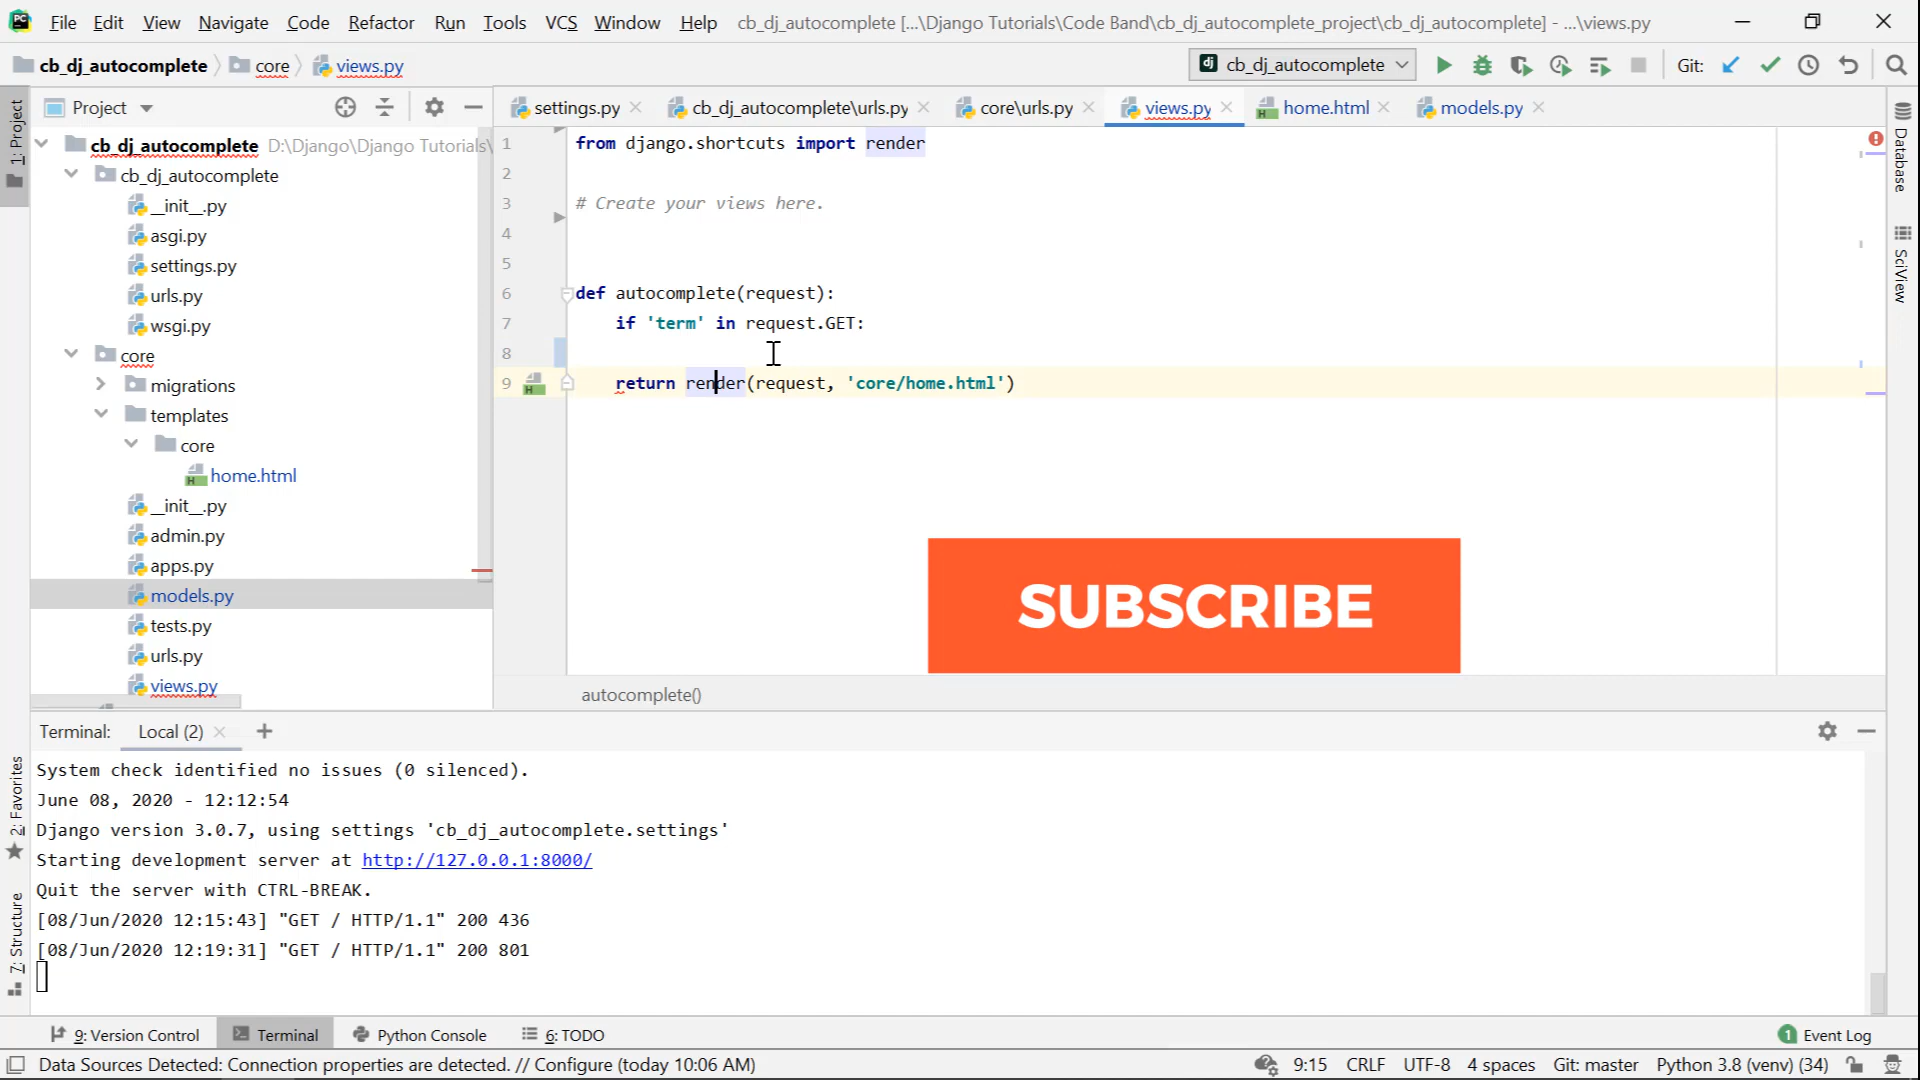 File Edit View Navigate Code Refactor Run Tools VCS Window Help cb_dj_autocomplete [...\Django Tutorials\Code Band\cb_dj_autocomplete_project\cb_dj_autocomplete] - ...\views.py
cb_dj_autocomplete core views.py
cb_dj_autocomplete Git:
1: Project
Project
settings.py cb_dj_autocomplete\urls.py core\urls.py views.py home.html models.py
cb_dj_autocomplete D:\Django\Django Tutorials\
cb_dj_autocomplete
__init__.py
asgi.py
settings.py
urls.py
wsgi.py
core
migrations
templates
core
home.html
__init__.py
admin.py
apps.py
models.py
tests.py
urls.py
views.py
1 from django.shortcuts import render
2
3 # Create your views here.
4
5
6 def autocomplete(request):
7 if 'term' in request.GET:
8
9 return render(request, 'core/home.html')
SUBSCRIBE
autocomplete()
Database
SciView
Terminal: Local (2)
System check identified no issues (0 silenced).
June 08, 2020 - 12:12:54
Django version 3.0.7, using settings 'cb_dj_autocomplete.settings'
Starting development server at http://127.0.0.1:8000/
Quit the server with CTRL-BREAK.
[08/Jun/2020 12:15:43] "GET / HTTP/1.1" 200 436
[08/Jun/2020 12:19:31] "GET / HTTP/1.1" 200 801
2: Favorites
7: Structure
9: Version Control Terminal Python Console 6: TODO 1 Event Log
Data Sources Detected: Connection properties are detected. // Configure (today 10:06 AM) 9:15 CRLF UTF-8 4 spaces Git: master Python 3.8 (venv) (34)